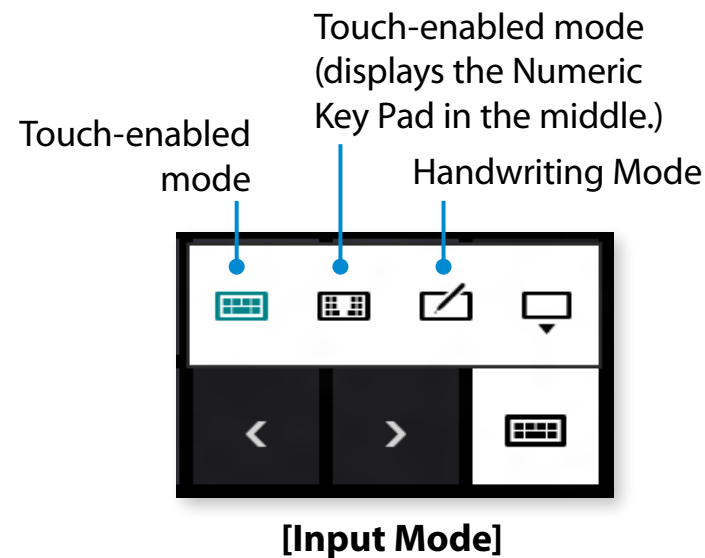 Touch-enabled mode
(displays the Numeric
Key Pad in the middle.)
Touch-enabled
mode
Handwriting Mode
[Input Mode]